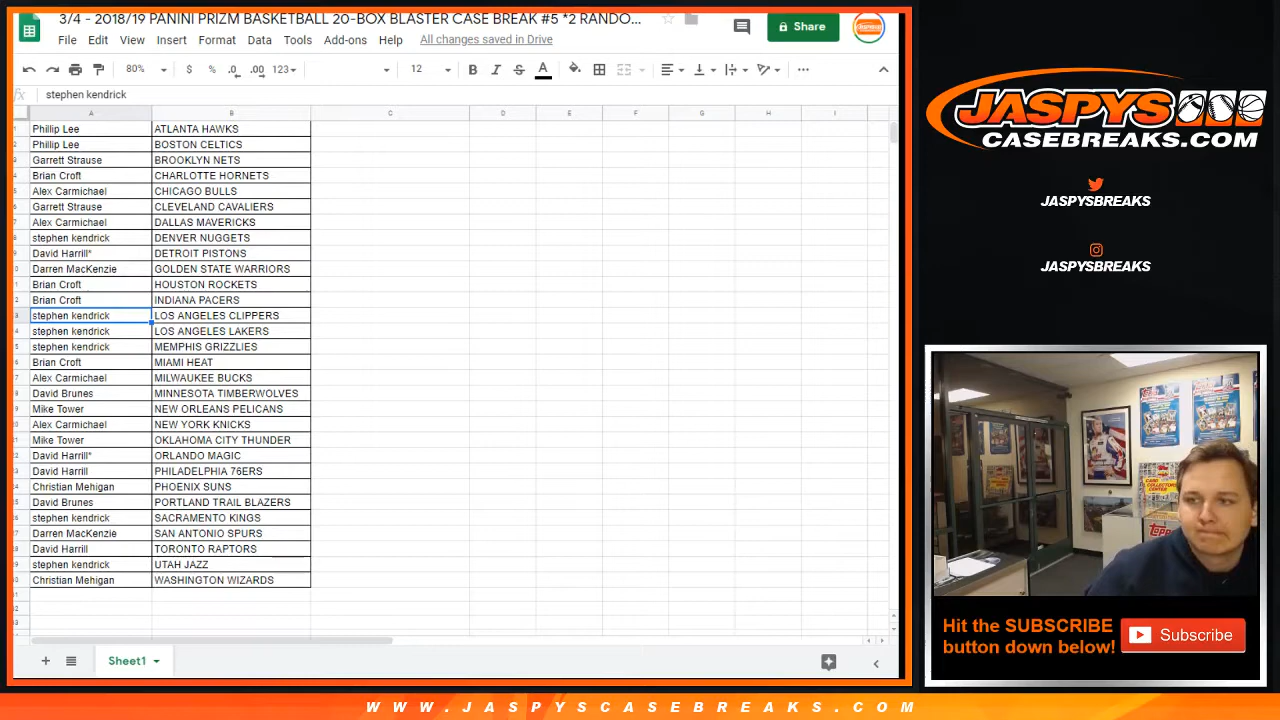 3/4 - 2018/19 PANINI PRIZM BASKETBALL 20-BOX BLASTER CASE BREAK #5 *2 RANDO...
File Edit View Insert Format Data Tools Add-ons Help All changes saved in Drive
Share
80% $ % .0 .00 123 12 B I S A
fx stephen kendrick
A B C D E F G H I
Phillip Lee ATLANTA HAWKS
Phillip Lee BOSTON CELTICS
Garrett Strause BROOKLYN NETS
Brian Croft CHARLOTTE HORNETS
Alex Carmichael CHICAGO BULLS
Garrett Strause CLEVELAND CAVALIERS
Alex Carmichael DALLAS MAVERICKS
stephen kendrick DENVER NUGGETS
David Harrill* DETROIT PISTONS
Darren MacKenzie GOLDEN STATE WARRIORS
Brian Croft HOUSTON ROCKETS
Brian Croft INDIANA PACERS
stephen kendrick LOS ANGELES CLIPPERS
stephen kendrick LOS ANGELES LAKERS
stephen kendrick MEMPHIS GRIZZLIES
Brian Croft MIAMI HEAT
Alex Carmichael MILWAUKEE BUCKS
David Brunes MINNESOTA TIMBERWOLVES
Mike Tower NEW ORLEANS PELICANS
Alex Carmichael NEW YORK KNICKS
Mike Tower OKLAHOMA CITY THUNDER
David Harrill* ORLANDO MAGIC
David Harrill PHILADELPHIA 76ERS
Christian Mehigan PHOENIX SUNS
David Brunes PORTLAND TRAIL BLAZERS
stephen kendrick SACRAMENTO KINGS
Darren MacKenzie SAN ANTONIO SPURS
David Harrill TORONTO RAPTORS
stephen kendrick UTAH JAZZ
Christian Mehigan WASHINGTON WIZARDS
Sheet1
JASPYS
CASEBREAKS.COM
JASPYSBREAKS
JASPYSBREAKS
CARD COLLECTORS CENTER
TOPPS
Hit the SUBSCRIBE
button down below!
Subscribe
WWW.JASPYSCASEBREAKS.COM